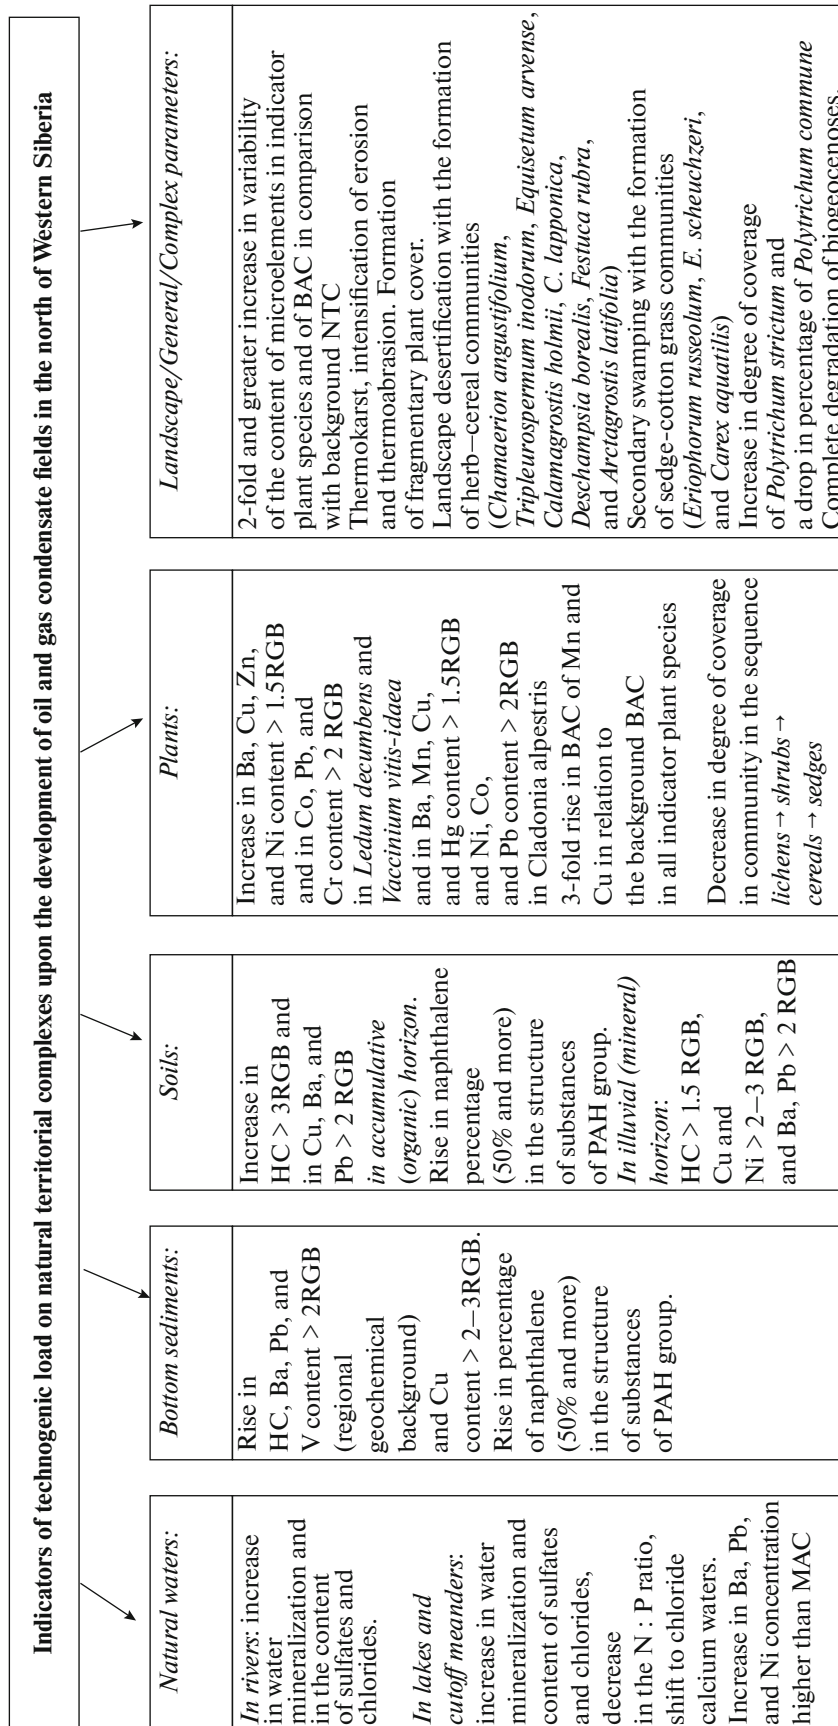 Indicators of technogenic load on natural territorial complexes upon the development of oil and gas condensate fields in the north of Western Siberia
Natural waters:
In rivers: increase
in water
mineralization and
in the content
of sulfates and
chlorides.
In lakes and
cutoff meanders:
increase in water
mineralization and
content of sulfates
and chlorides,
decrease
in the N : P ratio,
shift to chloride
calcium waters.
Increase in Ba, Pb,
and Ni concentration
higher than MAC
Bottom sediments:
Rise in
HC, Ba, Pb, and
V content > 2RGB
(regional
geochemical
background)
and Cu
content > 2–3RGB.
Rise in percentage
of naphthalene
(50% and more)
in the structure
of substances
of PAH group.
Soils:
Increase in
HC > 3RGB and
in Cu, Ba, and
Pb > 2 RGB
in accumulative
(organic) horizon.
Rise in naphthalene
percentage
(50% and more)
in the structure
of substances
of PAH group.
In illuvial (mineral)
horizon:
HC > 1.5 RGB,
Cu and
Ni > 2–3 RGB,
and Ba, Pb > 2 RGB
Plants:
Increase in Ba, Cu, Zn,
and Ni content > 1.5RGB
and in Co, Pb, and
Cr content > 2 RGB
in Ledum decumbens and
Vaccinium vitis-idaea
and in Ba, Mn, Cu,
and Hg content > 1.5RGB
and Ni, Co,
and Pb content > 2RGB
in Cladonia alpestris
3-fold rise in BAC of Mn and
Cu in relation to
the background BAC
in all indicator plant species
Decrease in degree of coverage
in community in the sequence
lichens → shrubs →
cereals → sedges
Landscape/General/Complex parameters:
2-fold and greater increase in variability
of the content of microelements in indicator
plant species and of BAC in comparison
with background NTC
Thermokarst, intensification of erosion
and thermoabrasion. Formation
of fragmentary plant cover.
Landscape desertification with the formation
of herb–cereal communities
((Chamaerion angustifolium,
Tripleurospermum inodorum, Equisetum arvense,
Calamagrostis holmii, C. lapponica,
Deschampsia borealis, Festuca rubra,
and Arctagrostis latifolia)
Secondary swamping with the formation
of sedge-cotton grass communities
(Eriophorum russeolum, E. scheuchzeri,
and Carex aquatilis)
Increase in degree of coverage
of Polytrichum strictum and
a drop in percentage of Polytrichum commune
Complete degradation of biogeocenoses.